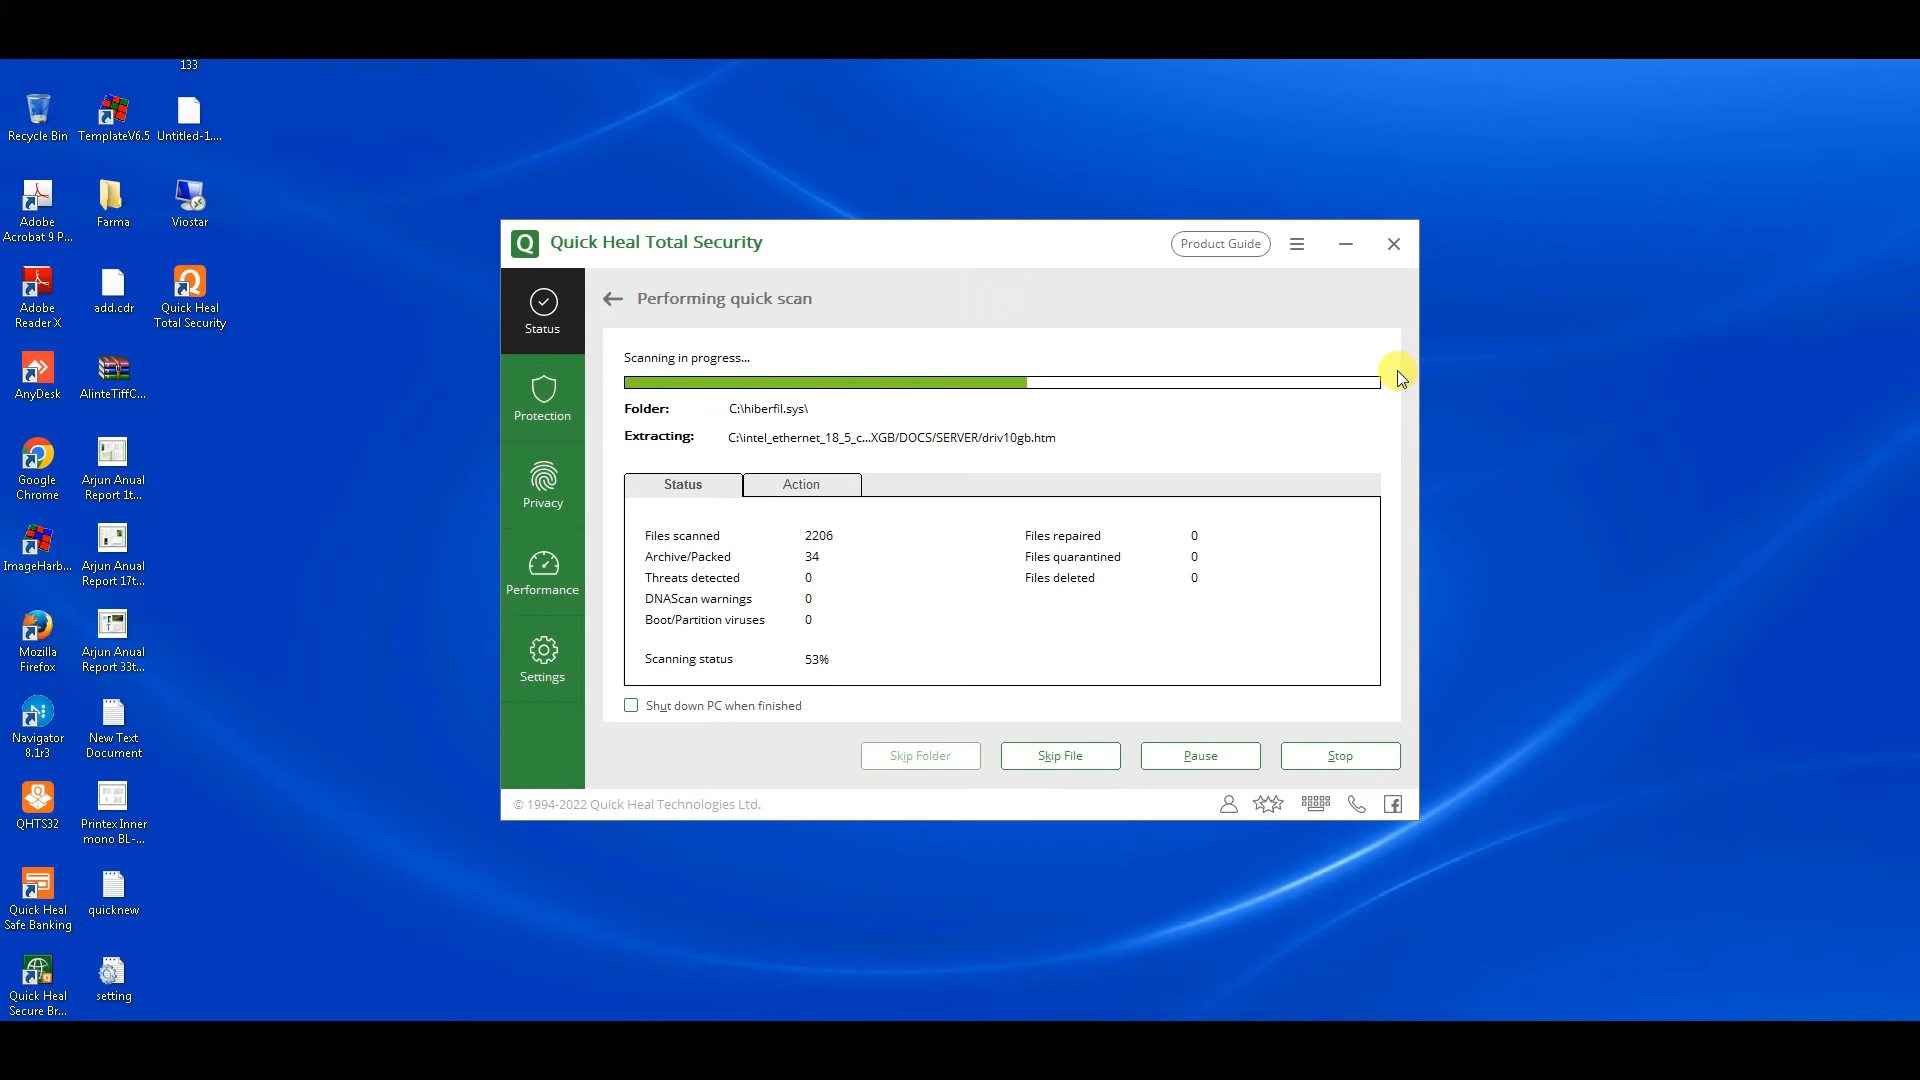 133
Recycle Bin
TemplateV6.5
Untitled-1....
Adobe
Acrobat 9 P...
Farma
Viostar
Adobe
Reader X
add.cdr
Quick Heal
Total Security
AnyDesk
AlinteTiffC...
Google
Chrome
Arjun Anual
Report 1t...
ImageHarb...
Arjun Anual
Report 17t...
Mozilla
Firefox
Arjun Anual
Report 33t...
Navigator
8.1r3
New Text
Document
QHTS32
Printex Inner
mono BL-...
Quick Heal
Safe Banking
quicknew
Quick Heal
Secure Br...
setting
Quick Heal Total Security
Product Guide
Status
Protection
Privacy
Performance
Settings
Performing quick scan
Scanning in progress...
Folder: C:\hiberfil.sys\
Extracting: C:\intel_ethernet_18_5_c...XGB/DOCS/SERVER/driv10gb.htm
Status Action
Files scanned 2206 Files repaired 0
Archive/Packed 34 Files quarantined 0
Threats detected 0 Files deleted 0
DNAScan warnings 0
Boot/Partition viruses 0
Scanning status 53%
Shut down PC when finished
Skip Folder Skip File Pause Stop
© 1994-2022 Quick Heal Technologies Ltd.